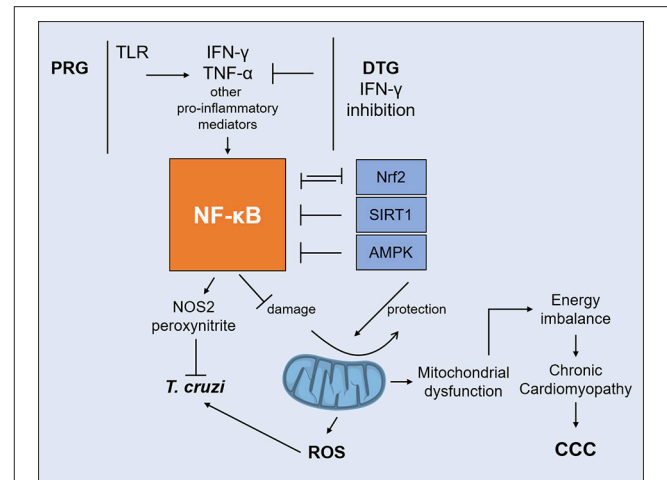 PRG
TLR
IFN-γ
TNF-α
other
pro-inflammatory
mediators
DTG
IFN-γ
inhibition
NF-κB
Nrf2
SIRT1
AMPK
NOS2
peroxynitrite
damage
protection
T. cruzi
ROS
Mitochondrial
dysfunction
Energy
imbalance
Chronic
Cardiomyopathy
CCC